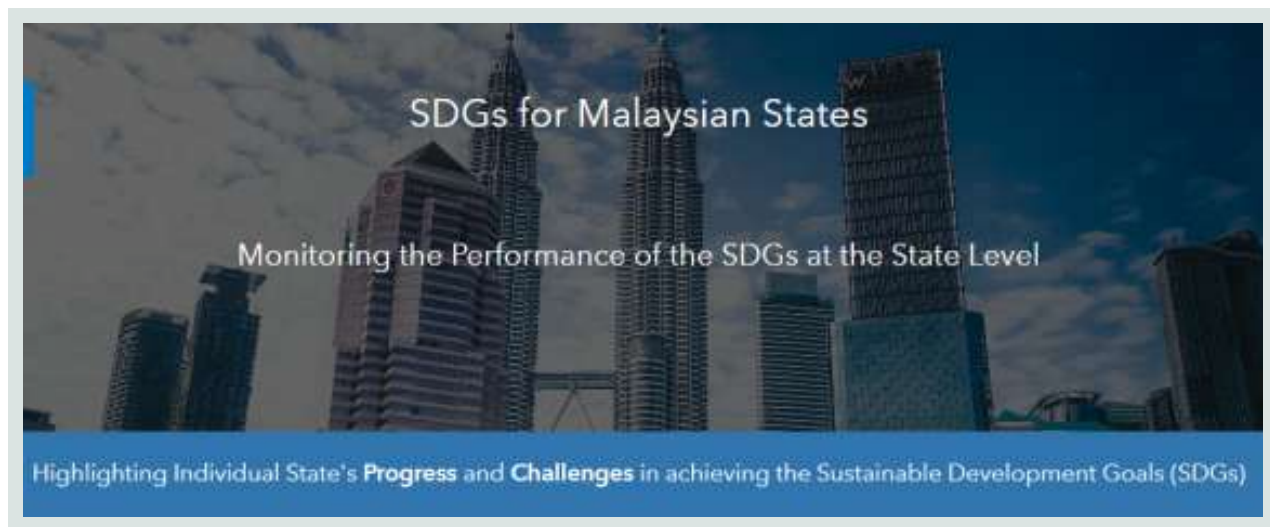 SDGs for Malaysian States
Monitoring the Performance of the SDGs at the State Level
Highlighting Individual State's Progress and Challenges in achieving the Sustainable Development Goals (SDGs)